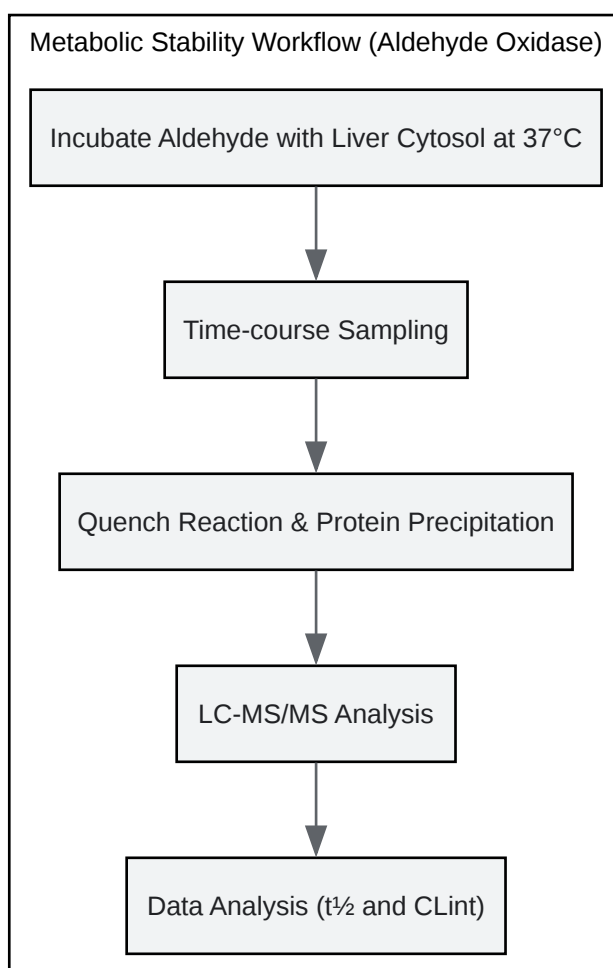 Metabolic Stability Workflow (Aldehyde Oxidase)
Incubate Aldehyde with Liver Cytosol at 37°C
Time-course Sampling
Quench Reaction & Protein Precipitation
LC-MS/MS Analysis
Data Analysis (t½ and CLint)